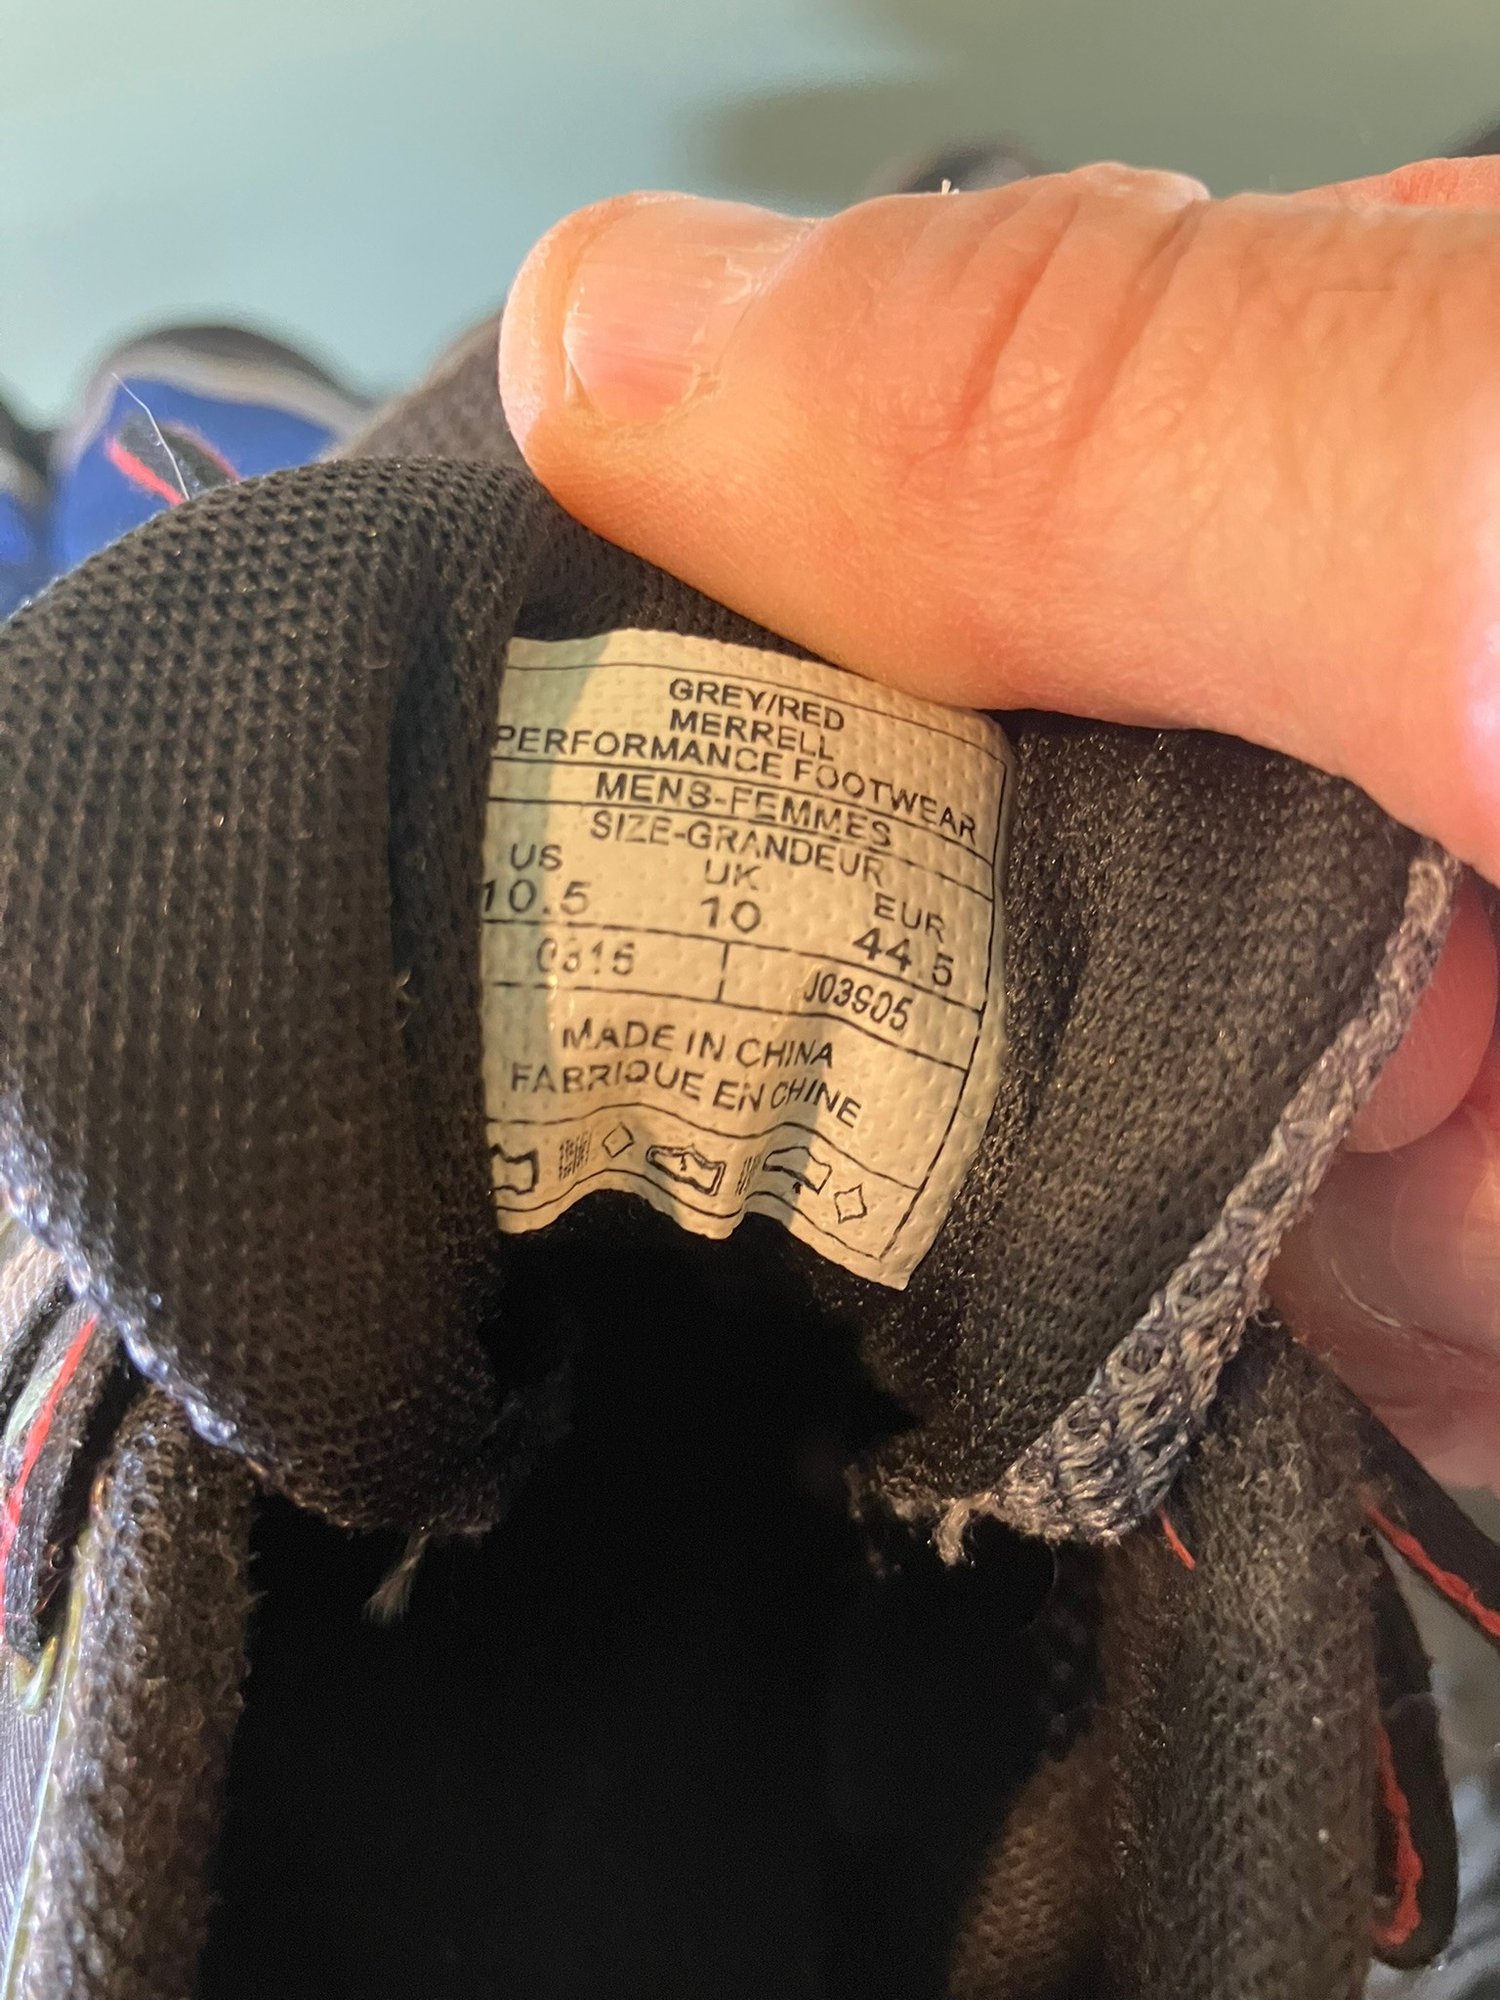 GREY/RED
MERRELL
PERFORMANCE FOOTWEAR
MENS-FEMMES
SIZE-GRANDEUR
US UK EUR
10.5 10 44.5
0315 J03905
MADE IN CHINA
FABRIQUE EN CHINE